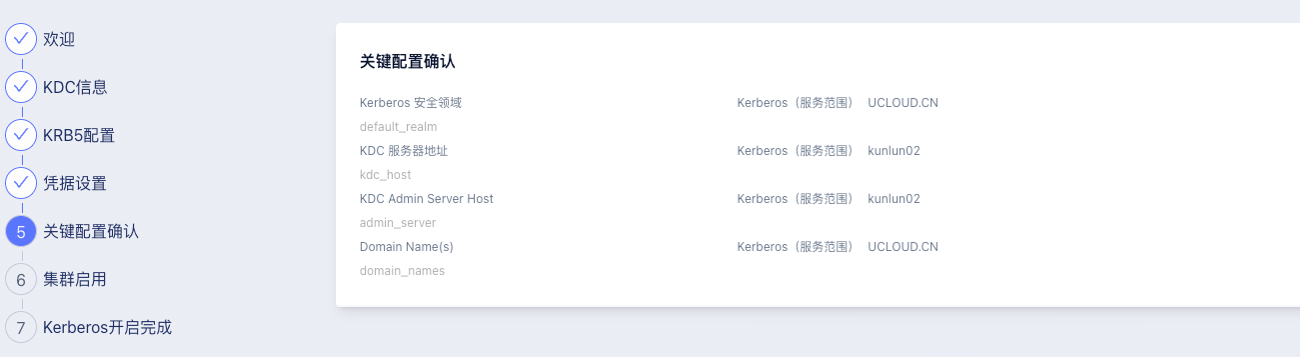 欢迎
KDC信息
KRB5配置
凭据设置
5 关键配置确认
6 集群启用
7 Kerberos开启完成
关键配置确认
Kerberos 安全领域 Kerberos（服务范围） UCLOUD.CN
default_realm
KDC 服务器地址 Kerberos（服务范围） kunlun02
kdc_host
KDC Admin Server Host Kerberos（服务范围） kunlun02
admin_server
Domain Name(s) Kerberos（服务范围） UCLOUD.CN
domain_names